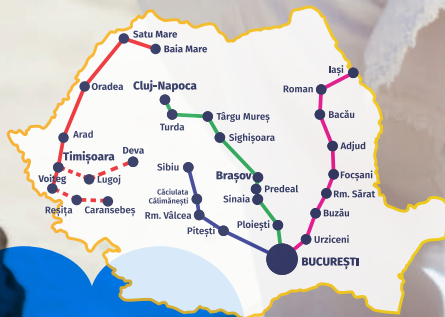 Satu Mare
Baia Mare
Iași
Oradea
Cluj-Napoca
Roman
Turda
Târgu Mureș
Bacău
Arad
Sighișoara
Adjud
Timișoara
Deva
Sibiu
Brașov
Focșani
Voiteg
Lugoj
Predeal
Căciulata
Călimănești
Sinaia
Rm. Sărat
Reșița
Caransebeș
Rm. Vâlcea
Buzău
Pitești
Ploiești
Urziceni
BUCUREȘTI